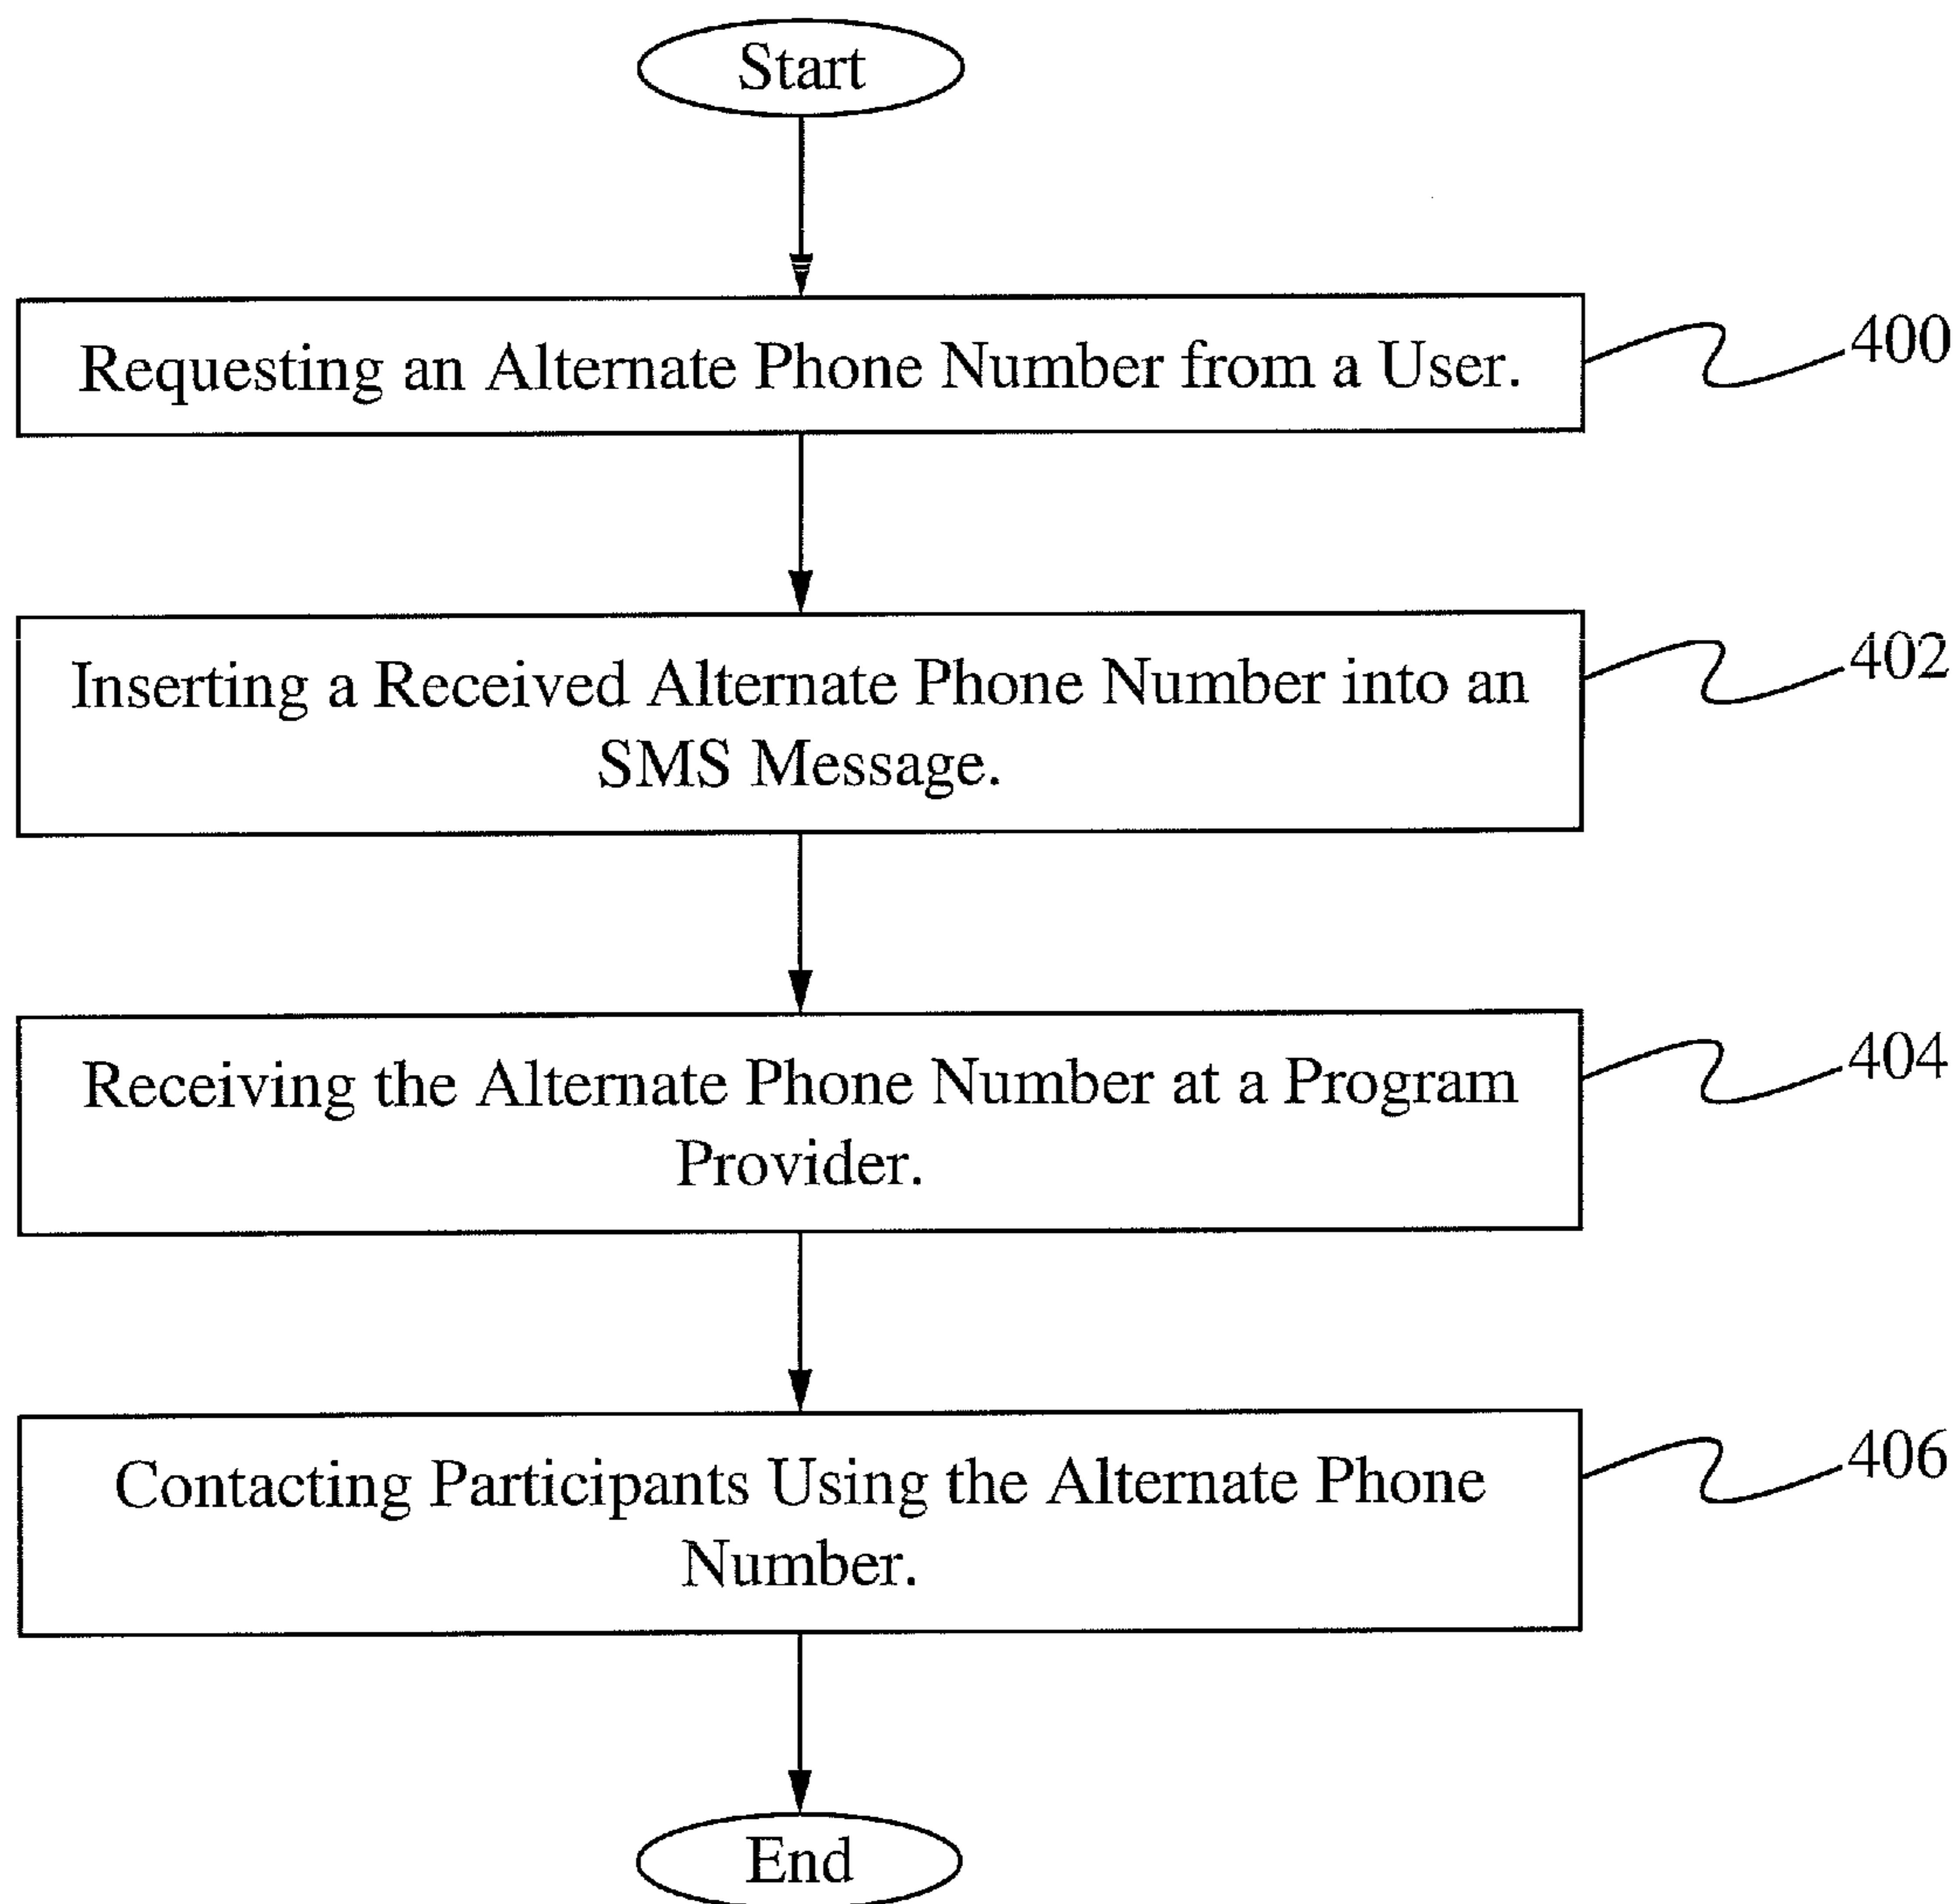 Start
Requesting an Alternate Phone Number from a User.
400
Inserting a Received Alternate Phone Number into an
SMS Message.
402
Receiving the Alternate Phone Number at a Program
Provider.
404
Contacting Participants Using the Alternate Phone
Number.
406
End